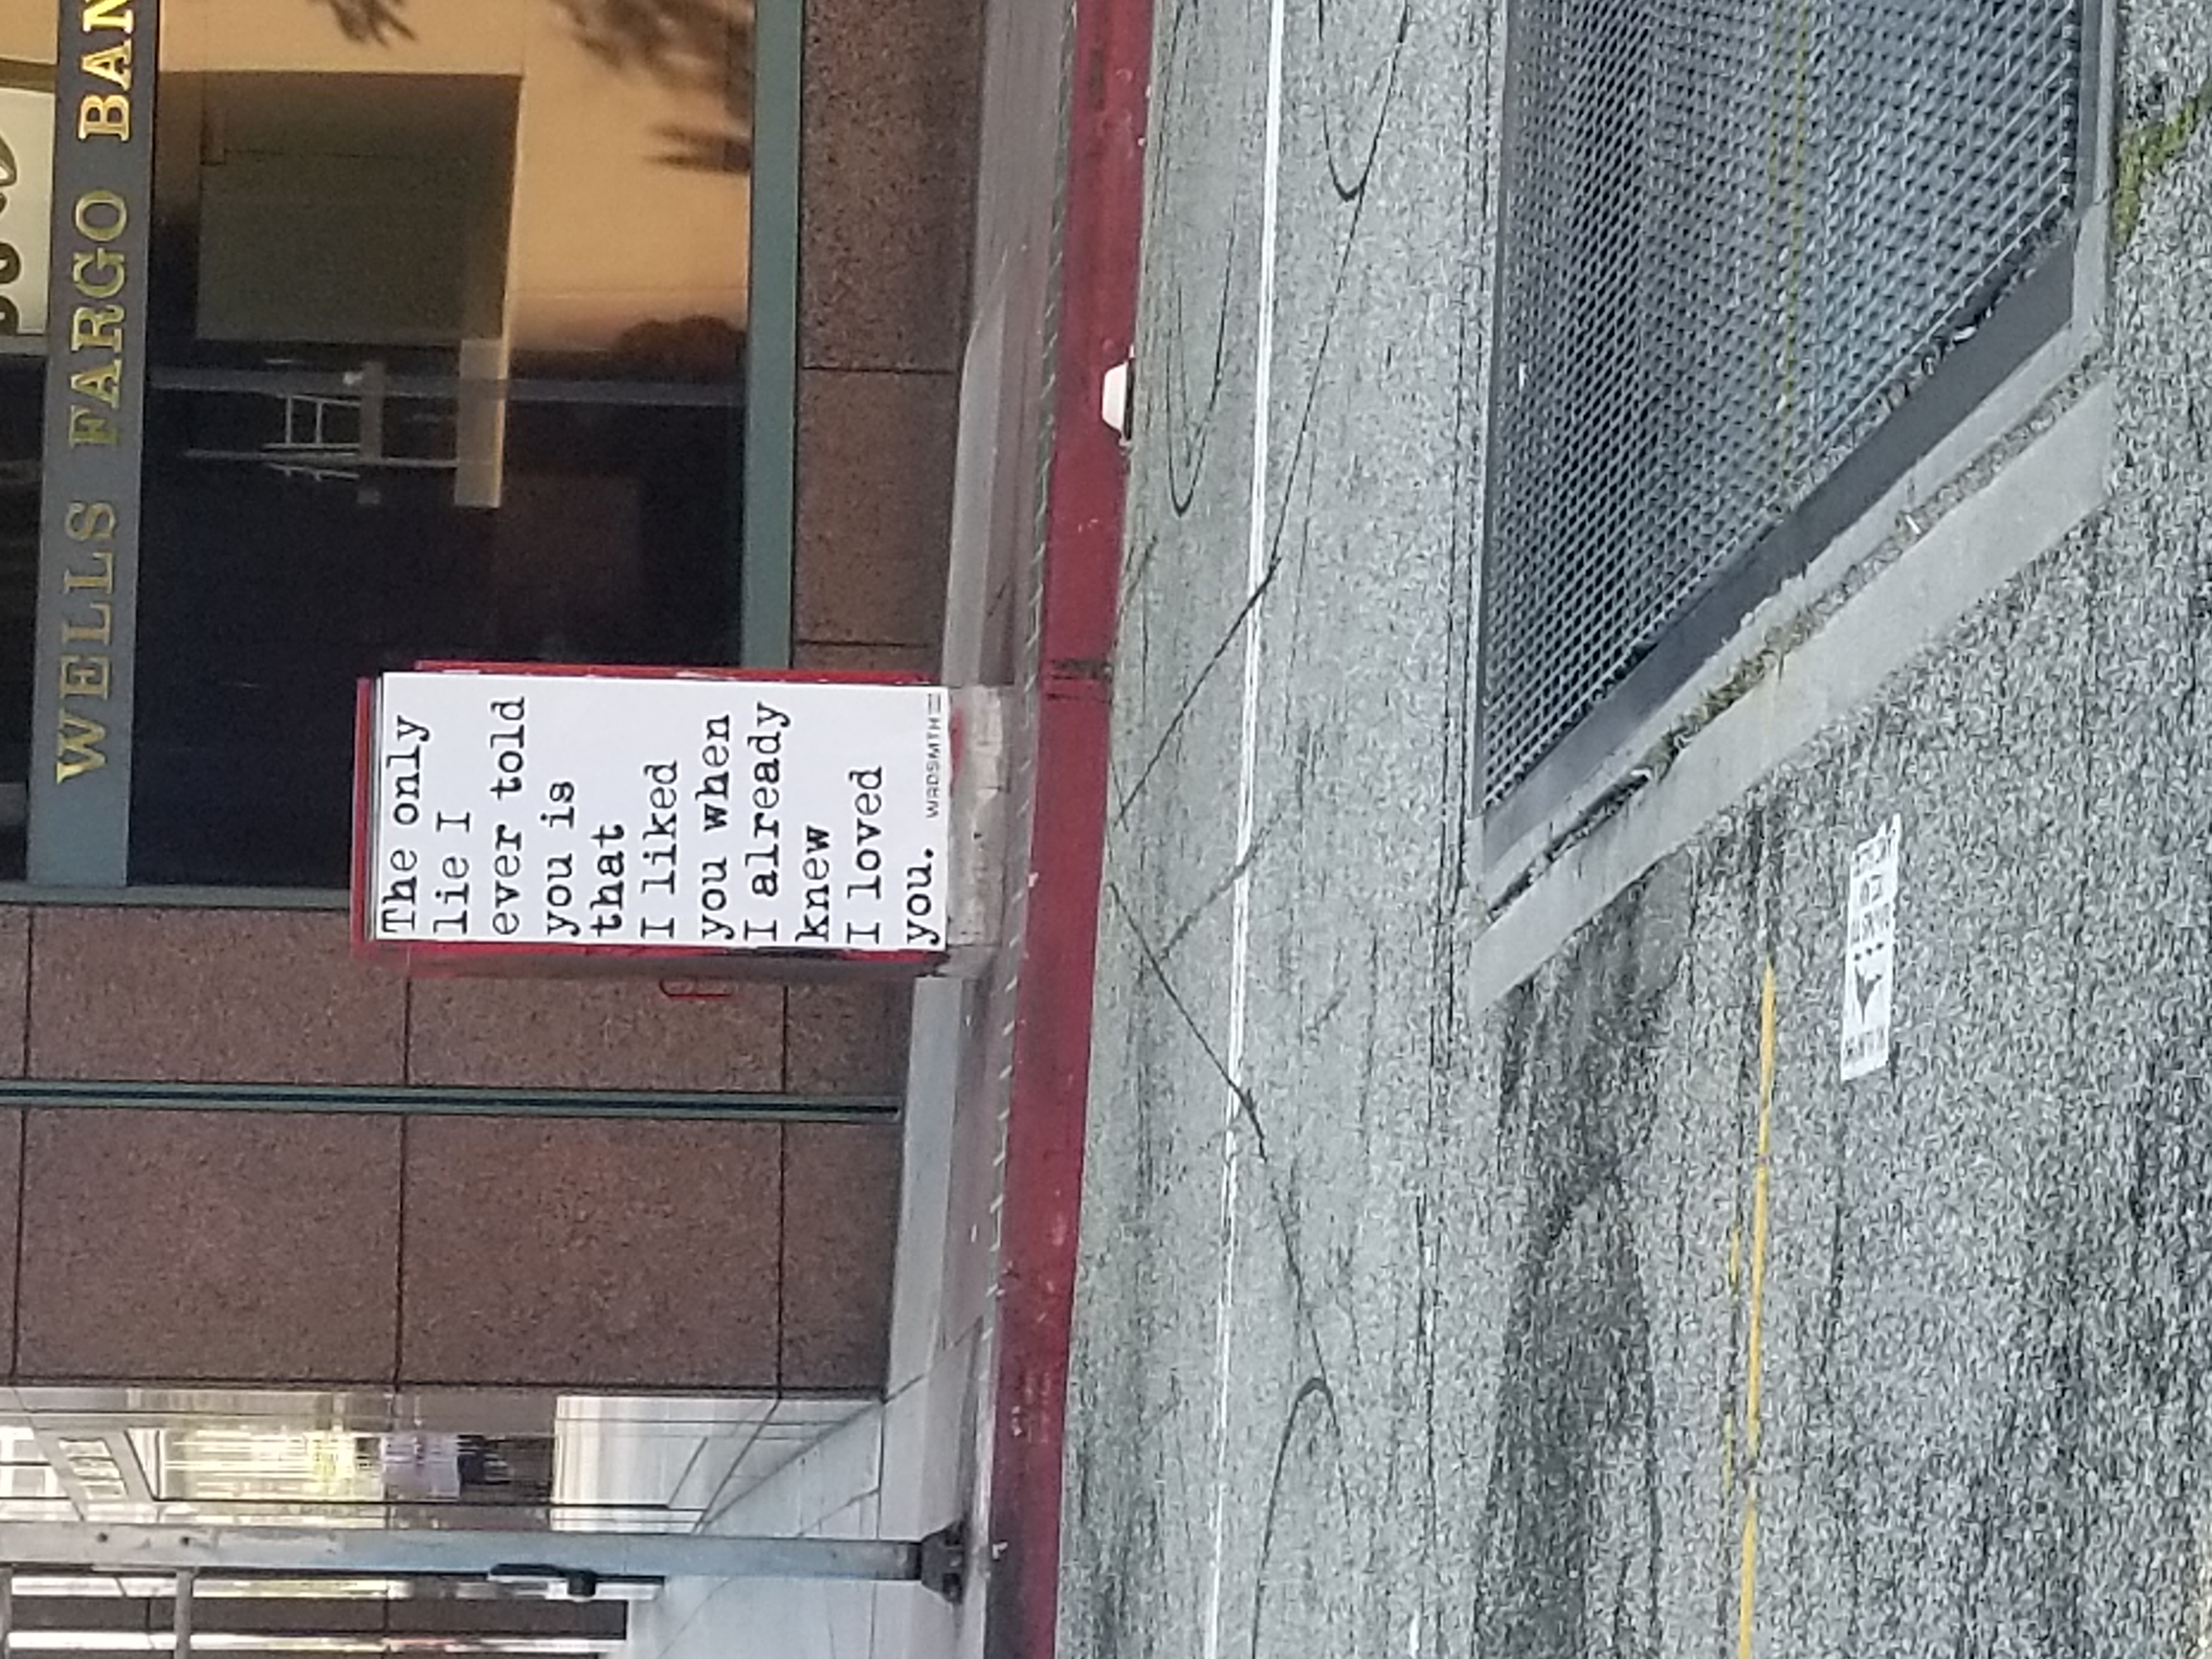 WELLS FARGO BAN
The only
lie I
ever told
you is
that
I liked
you when
I already
knew
I loved
you.
WRDSMTH